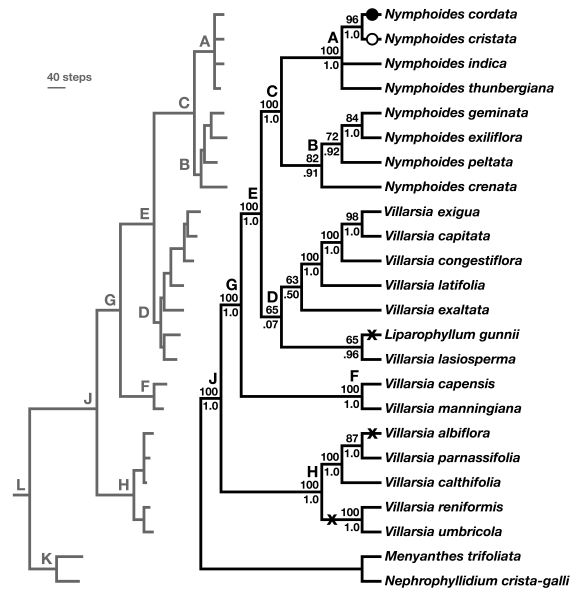 96
1.0
Nymphoides cordata
Nymphoides cristata
A
A
100
1.0
Nymphoides indica
40 steps
Nymphoides thunbergiana
C
C
100
1.0
84
1.0
Nymphoides geminata
72
.92
Nymphoides exiliflora
B
B
82
.91
Nymphoides peltata
Nymphoides crenata
E
E
100
1.0
98
1.0
Villarsia exigua
Villarsia capitata
100
1.0
Villarsia congestiflora
100
1.0
Villarsia latifolia
G
G
100
1.0
63
.50
D
D
65
.07
Villarsia exaltata
65
.96
Liparophyllum gunnii
Villarsia lasiosperma
F
F
100
1.0
Villarsia capensis
Villarsia manningiana
J
J
100
1.0
87
1.0
Villarsia albiflora
Villarsia parnassifolia
100
1.0
Villarsia calthifolia
L
H
H
100
1.0
100
1.0
Villarsia reniformis
Villarsia umbricola
K
Menyanthes trifoliata
Nephrophyllidium crista-galli